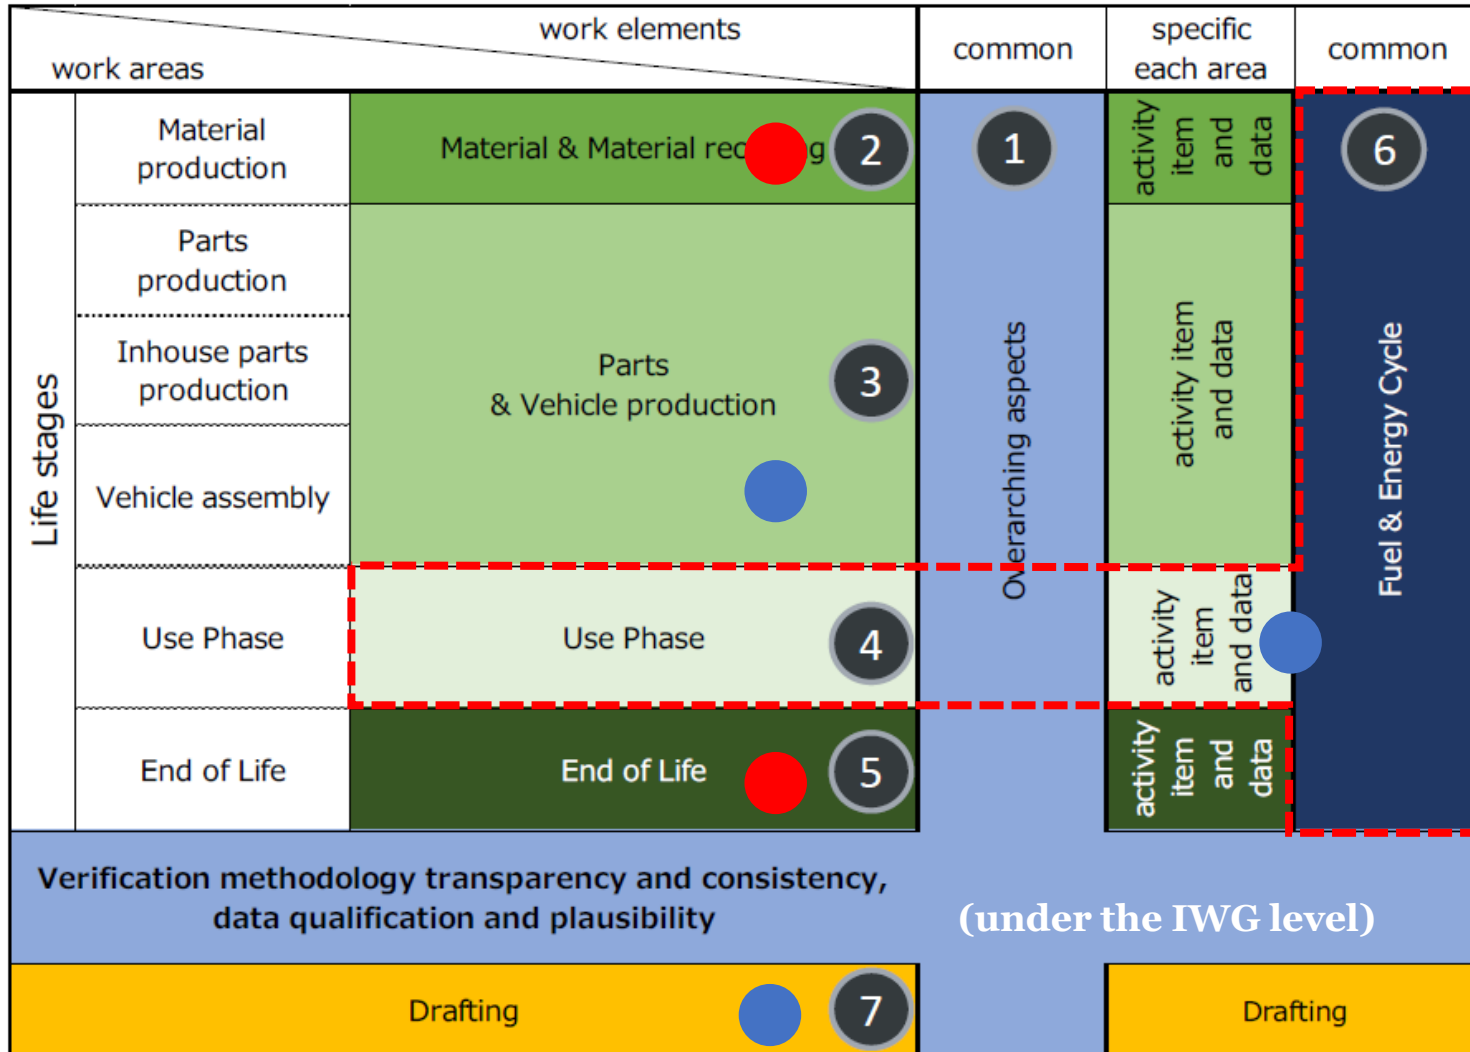 work elements
work areas
common
specific
each area
common
Life stages
Material
production
Material & Material rec g
2
1
activity
item
and
data
6
Parts
production
Inhouse parts
production
Vehicle assembly
Parts
& Vehicle production
3
Overarching aspects
activity item
and data
Fuel & Energy Cycle
Use Phase
Use Phase
4
activity
item
and data
End of Life
End of Life
5
activity
item
and
data
Verification methodology transparency and consistency,
data qualification and plausibility
(under the IWG level)
Drafting
7
Drafting